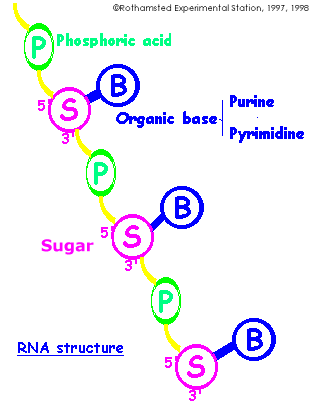 ©Rothamsted Experimental Station, 1997, 1998
P
Phosphoric acid
B
5'
S
3'
Organic base
Purine
Pyrimidine
P
B
5'
S
Sugar
3'
P
B
RNA structure
5'
S
3'